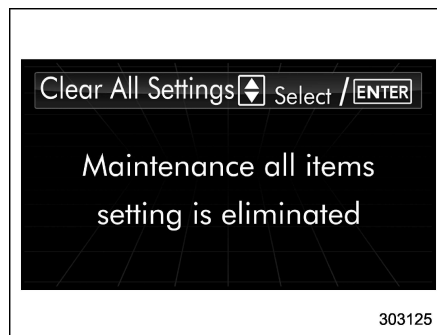 Clear All Settings Select / ENTER
Maintenance all items
setting is eliminated
303125